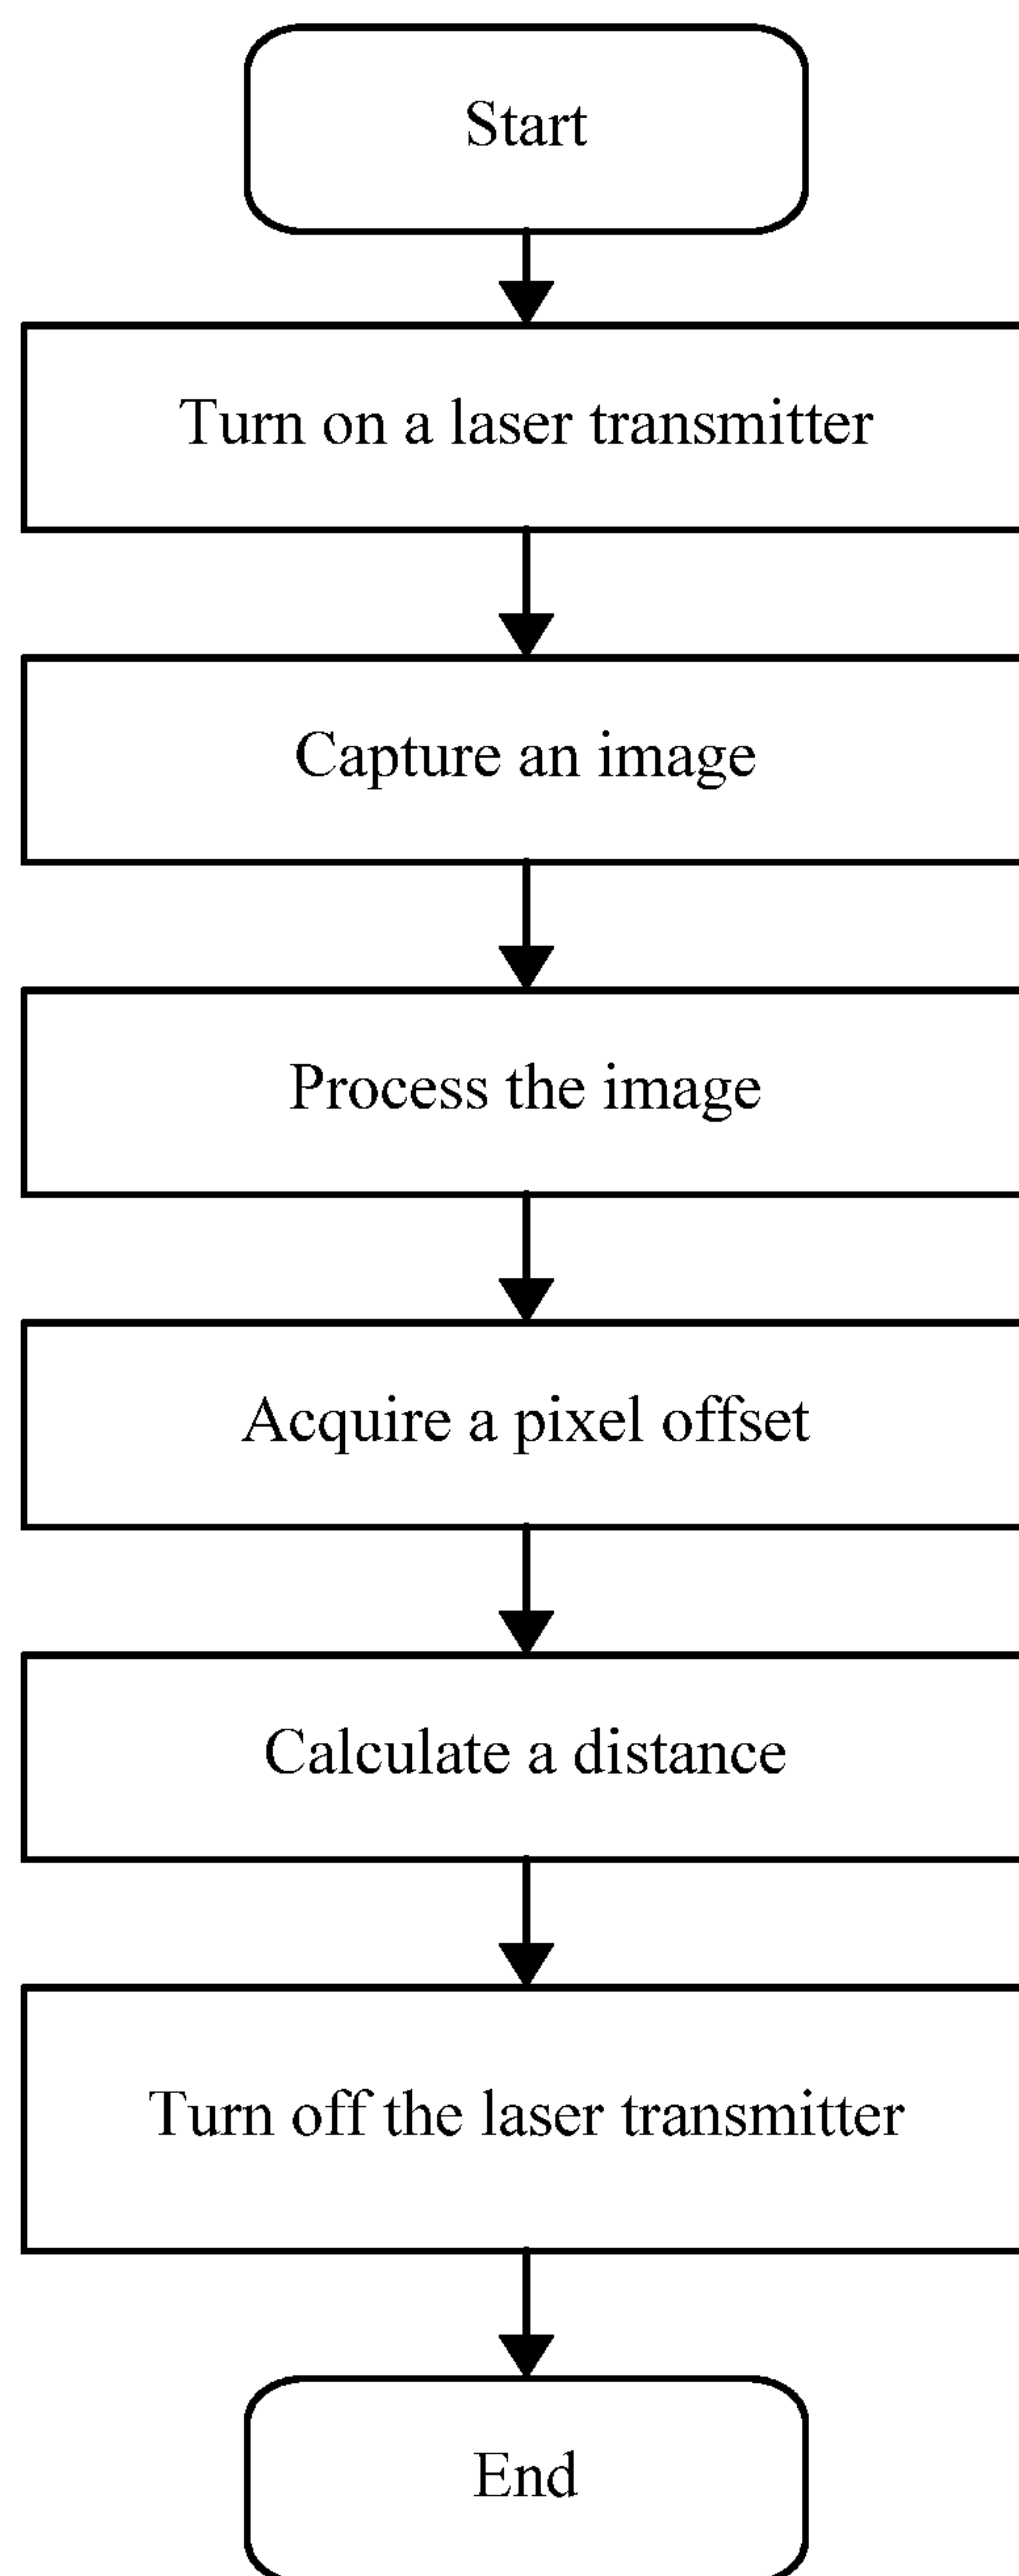 Start
Turn on a laser transmitter
Capture an image
Process the image
Acquire a pixel offset
Calculate a distance
Turn off the laser transmitter
End